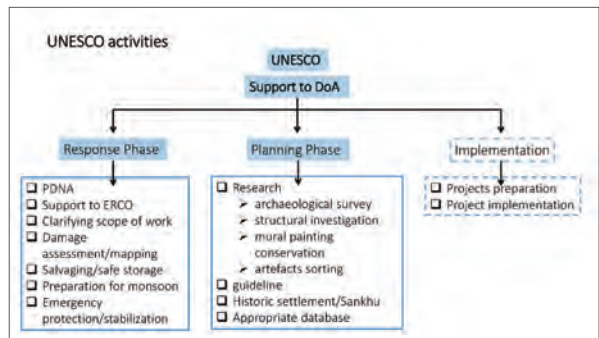 UNESCO activities
UNESCO
Support to DoA
Response Phase
Planning Phase
Implementation
❑ PDNA
❑ Support to ERCO
❑ Clarifying scope of work
❑ Damage
assessment/mapping
❑ Salvaging/safe storage
❑ Preparation for monsoon
❑ Emergency
protection/stabilization
❑ Research
➢ archaeological survey
➢ structural investigation
➢ mural painting
conservation
➢ artefacts sorting
❑ guideline
❑ Historic settlement/Sankhu
❑ Appropriate database
❑ Projects preparation
❑ Project implementation